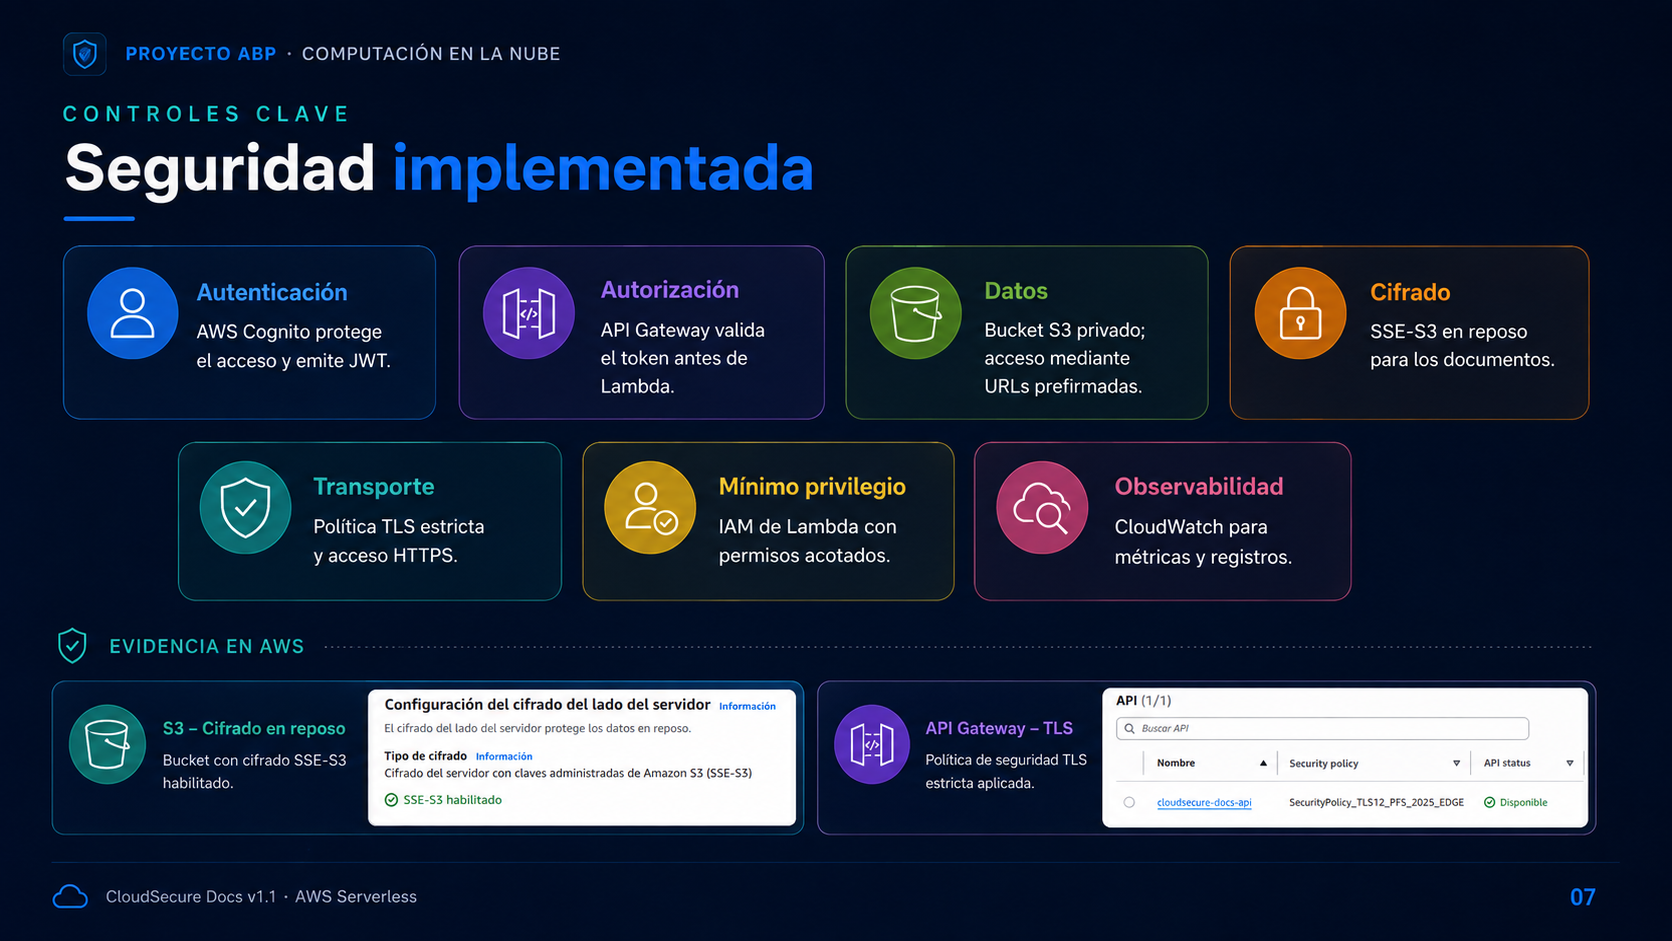 PROYECTO ABP · COMPUTACIÓN EN LA NUBE
CONTROLES CLAVE
Seguridad implementada
Autenticación
AWS Cognito protege
el acceso y emite JWT.
Autorización
API Gateway valida
el token antes de
Lambda.
Datos
Bucket S3 privado;
acceso mediante
URLs prefirmadas.
Cifrado
SSE-S3 en reposo
para los documentos.
Transporte
Política TLS estricta
y acceso HTTPS.
Mínimo privilegio
IAM de Lambda con
permisos acotados.
Observabilidad
CloudWatch para
métricas y registros.
EVIDENCIA EN AWS
S3 – Cifrado en reposo
Bucket con cifrado SSE-S3
habilitado.
Configuración del cifrado del lado del servidor Información
El cifrado del lado del servidor protege los datos en reposo.
Tipo de cifrado Información
Cifrado del servidor con claves administradas de Amazon S3 (SSE-S3)
SSE-S3 habilitado
API Gateway – TLS
Política de seguridad TLS
estricta aplicada.
API (1/1)
Buscar API
Nombre Security policy API status
cloudsecure-docs-api SecurityPolicy_TLS12_PFS_2025_EDGE Disponible
CloudSecure Docs v1.1 · AWS Serverless
07